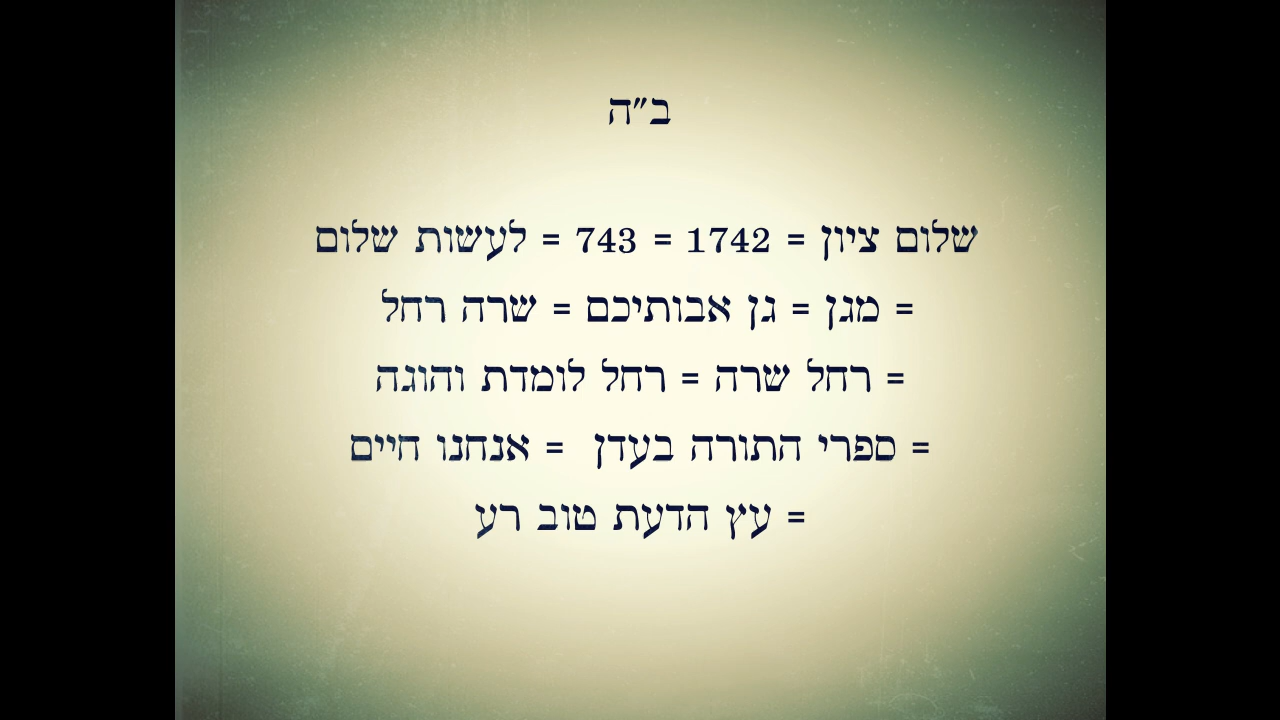 ב״ה
שלום ציון = 1742 = 743 = לעשות שלום
= מגן = גן אבותיכם = שרה רחל
= רחל שרה = רחל לומדת והוגה
= ספרי התורה בעדן = אנחנו חיים
= עץ הדעת טוב רע